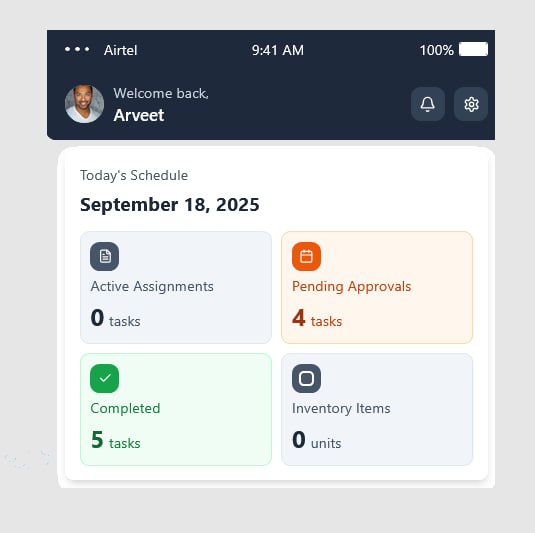 Airtel 9:41 AM 100%
Welcome back,
Arveet
Today's Schedule
September 18, 2025
Active Assignments
0 tasks
Pending Approvals
4 tasks
Completed
5 tasks
Inventory Items
0 units